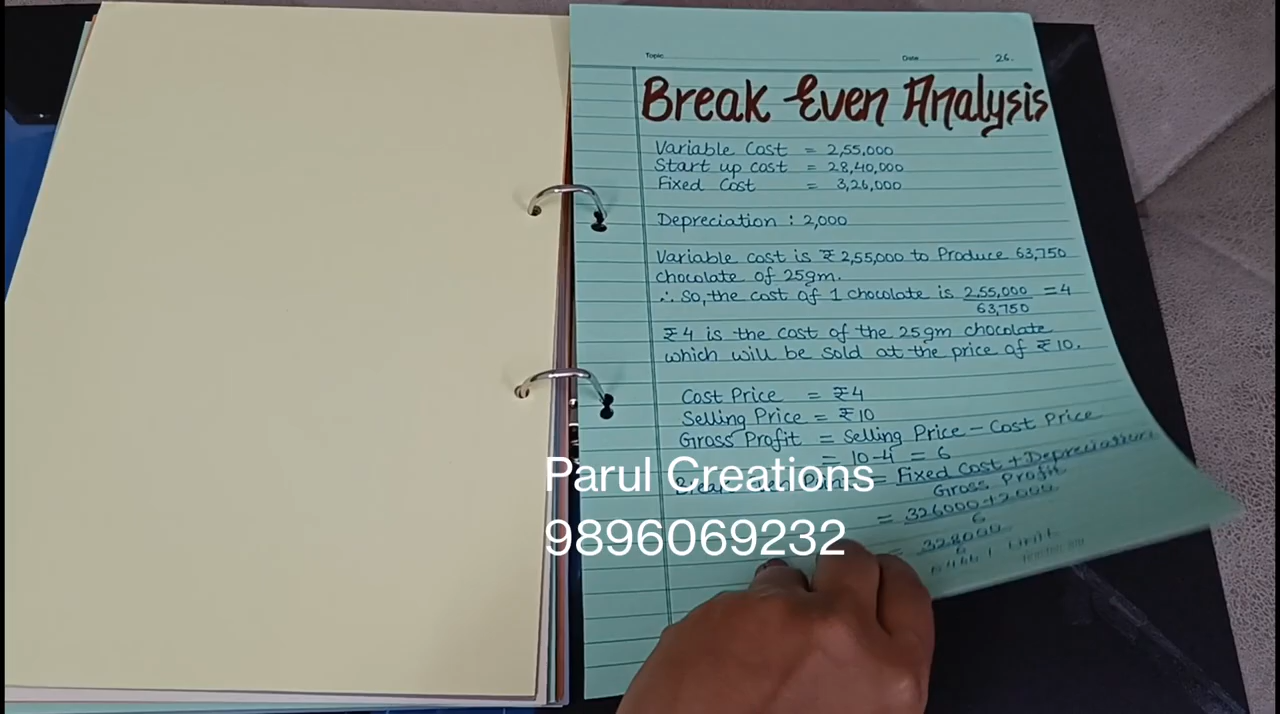 Topic
Date
26.
Break Even Analysis
Variable Cost = 2,55,000
Start up cost = 28,40,000
Fixed Cost = 3,26,000
Depreciation : 2,000
Variable cost is ₹ 2,55,000 to Produce 63,750
chocolate of 25gm.
∴ So, the cost of 1 chocolate is 2,55,000 = 4
63,750
₹4 is the cost of the 25gm chocolate
which will be sold at the price of ₹10.
Cost Price = ₹4
Selling Price = ₹10
Gross Profit = Selling Price - Cost Price
= 10-4 = 6
= Fixed Cost + Depreciation
Gross Profit
= 326000+2000
6
= 328000
6
Unit
Parul Creations
9896069232